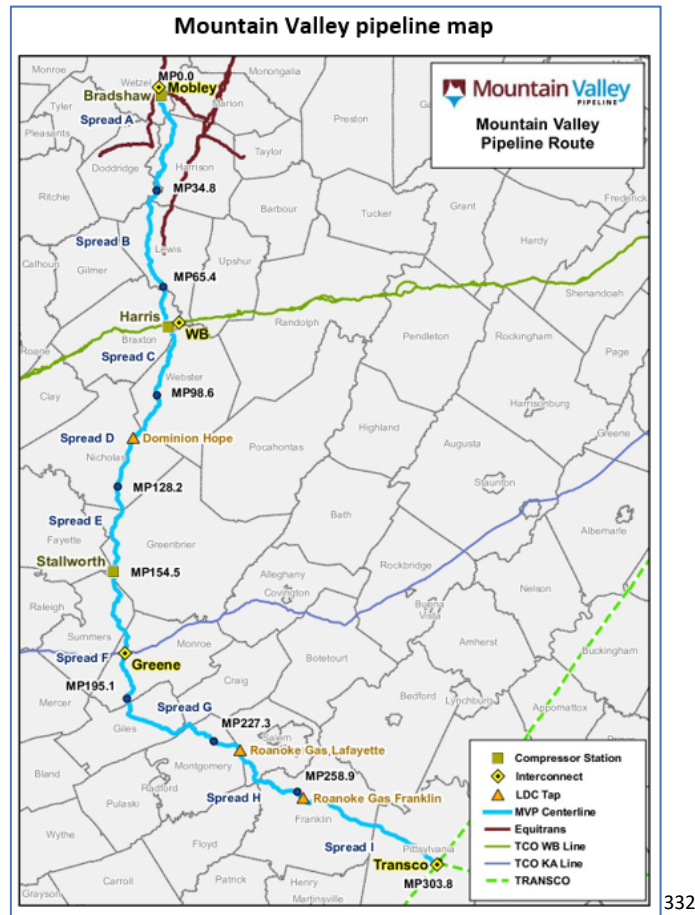 Mountain Valley pipeline map
Mountain Valley
PIPELINE
Mountain Valley
Pipeline Route
Monroe
Wetzel
MP0.0
Monongalia
Mobley
Bradshaw
Marion
Tyler
Spread A
Preston
Pleasants
Taylor
Doddridge
Harrison
Ritchie
MP34.8
Barbour
Tucker
Grant
Frederick
Hardy
Spread B
Lewis
Upshur
Calhoun
Gilmer
MP65.4
Shenandoah
Harris
Randolph
WB
Pendleton
Rockingham
Braxton
Roane
Page
Spread C
Webster
Clay
MP98.6
Harrisonburg
Highland
Greene
Spread D
Dominion Hope
Augusta
Nicholas
Pocahontas
Staunton
MP128.2
Bath
Spread E
Albemarle
Fayette
Greenbrier
Rockbridge
Stallworth
MP154.5
Alleghany
Nelson
Covington
Raleigh
Buena
Vista
Summers
Monroe
Amherst
Buckingham
Spread F
Greene
Botetourt
MP195.1
Craig
Mercer
Bedford
Lynchburg
Appomattox
Spread G
Giles
MP227.3
Salem
Roanoke Gas Lafayette
Bland
Montgomery
MP258.9
Radford
Pulaski
Spread H
Roanoke Gas Franklin
Franklin
Wythe
Floyd
Spread I
Pittsylvania
Transco
Carroll
Patrick
Henry
MP303.8
Grayson
Martinsville
Compressor Station
Interconnect
LDC Tap
MVP Centerline
Equitrans
TCO WB Line
TCO KA Line
TRANSCO
332